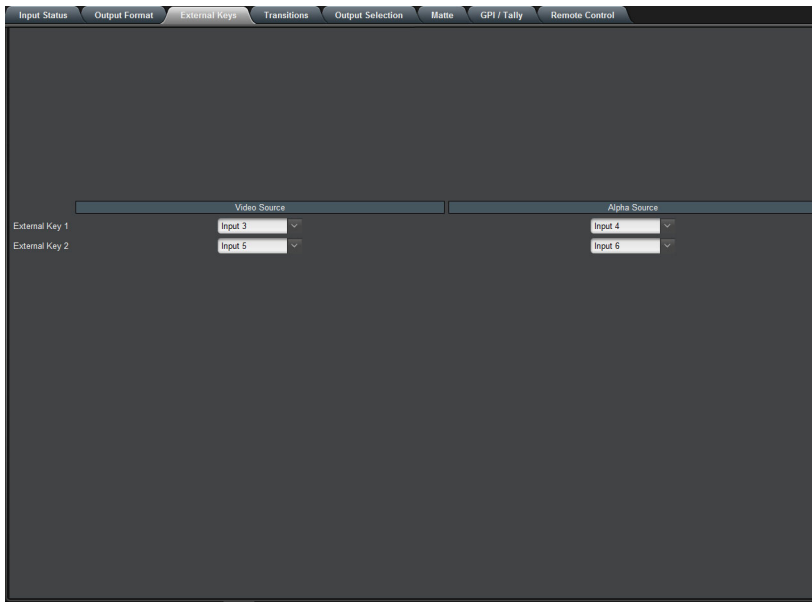 Input Status Output Format External Keys Transitions Output Selection Matte GPI / Tally Remote Control
Video Source Alpha Source
External Key 1 Input 3 Input 4
External Key 2 Input 5 Input 6